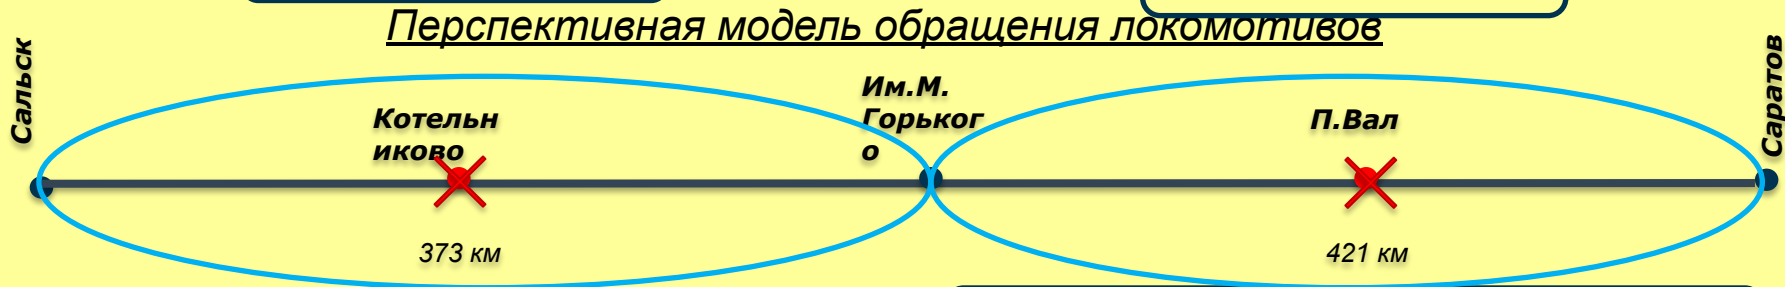 Перспективная модель обращения локомотивов
Сальск
Котельн
иково
Им.М.
Горьког
о
П.Вал
Саратов
373 км
421 км